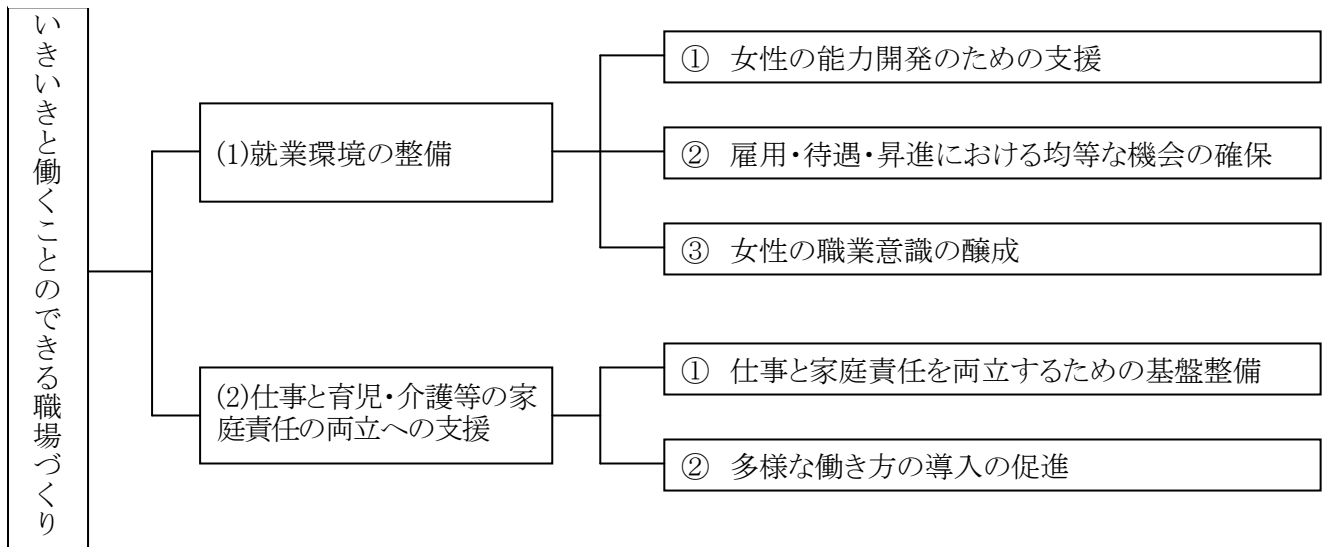 いきいきと働くことのできる職場づくり
(1)就業環境の整備
① 女性の能力開発のための支援
② 雇用・待遇・昇進における均等な機会の確保
③ 女性の職業意識の醸成
(2)仕事と育児・介護等の家
庭責任の両立への支援
① 仕事と家庭責任を両立するための基盤整備
② 多様な働き方の導入の促進